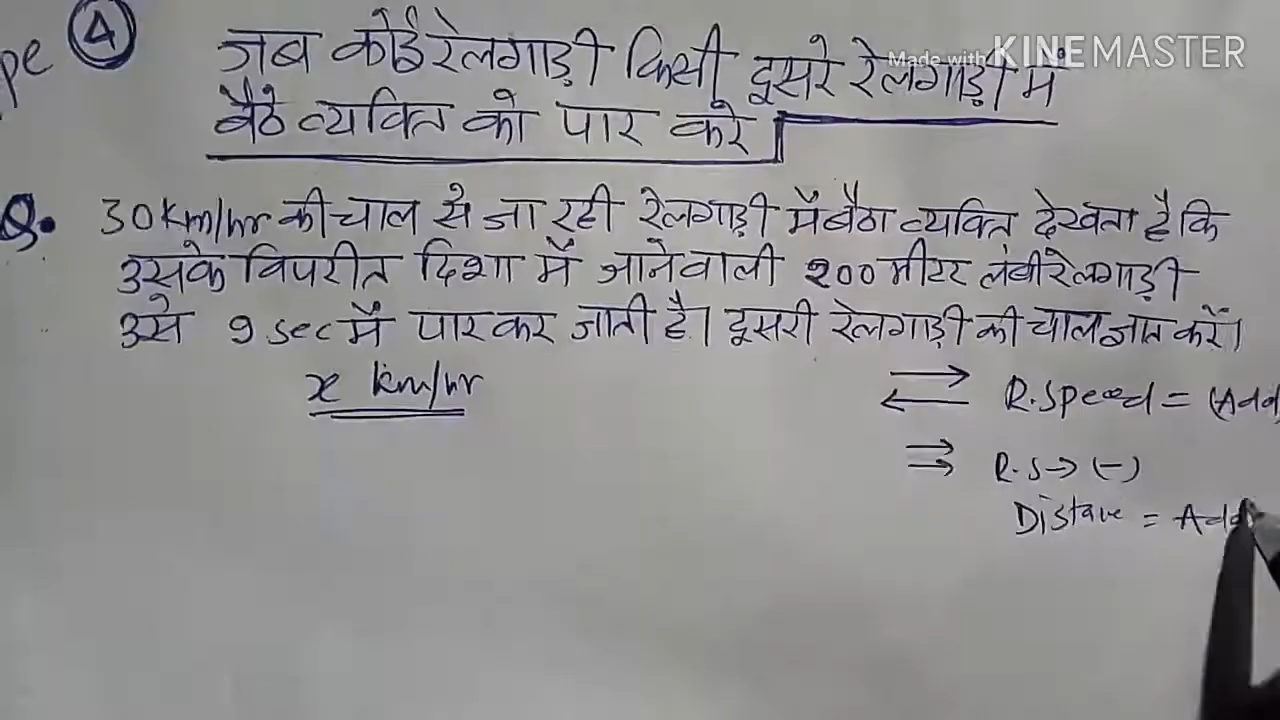 pe ④ जब कोई रेलगाड़ी किसी दूसरे रेलगाड़ी में
बैठे व्यक्ति को पार करे
Made with KINEMASTER
Q. 30 km/hr की चाल से जा रही रेलगाड़ी में बैठा व्यक्ति देखता है कि
उसके विपरीत दिशा में जानेवाली 200 मीटर लंबी रेलगाड़ी
उसे 9 sec में पार कर जाती है। दूसरी रेलगाड़ी की चाल ज्ञात करें।
x km/hr
R. Speed = (Add
R.S → (-)
Distance = Add